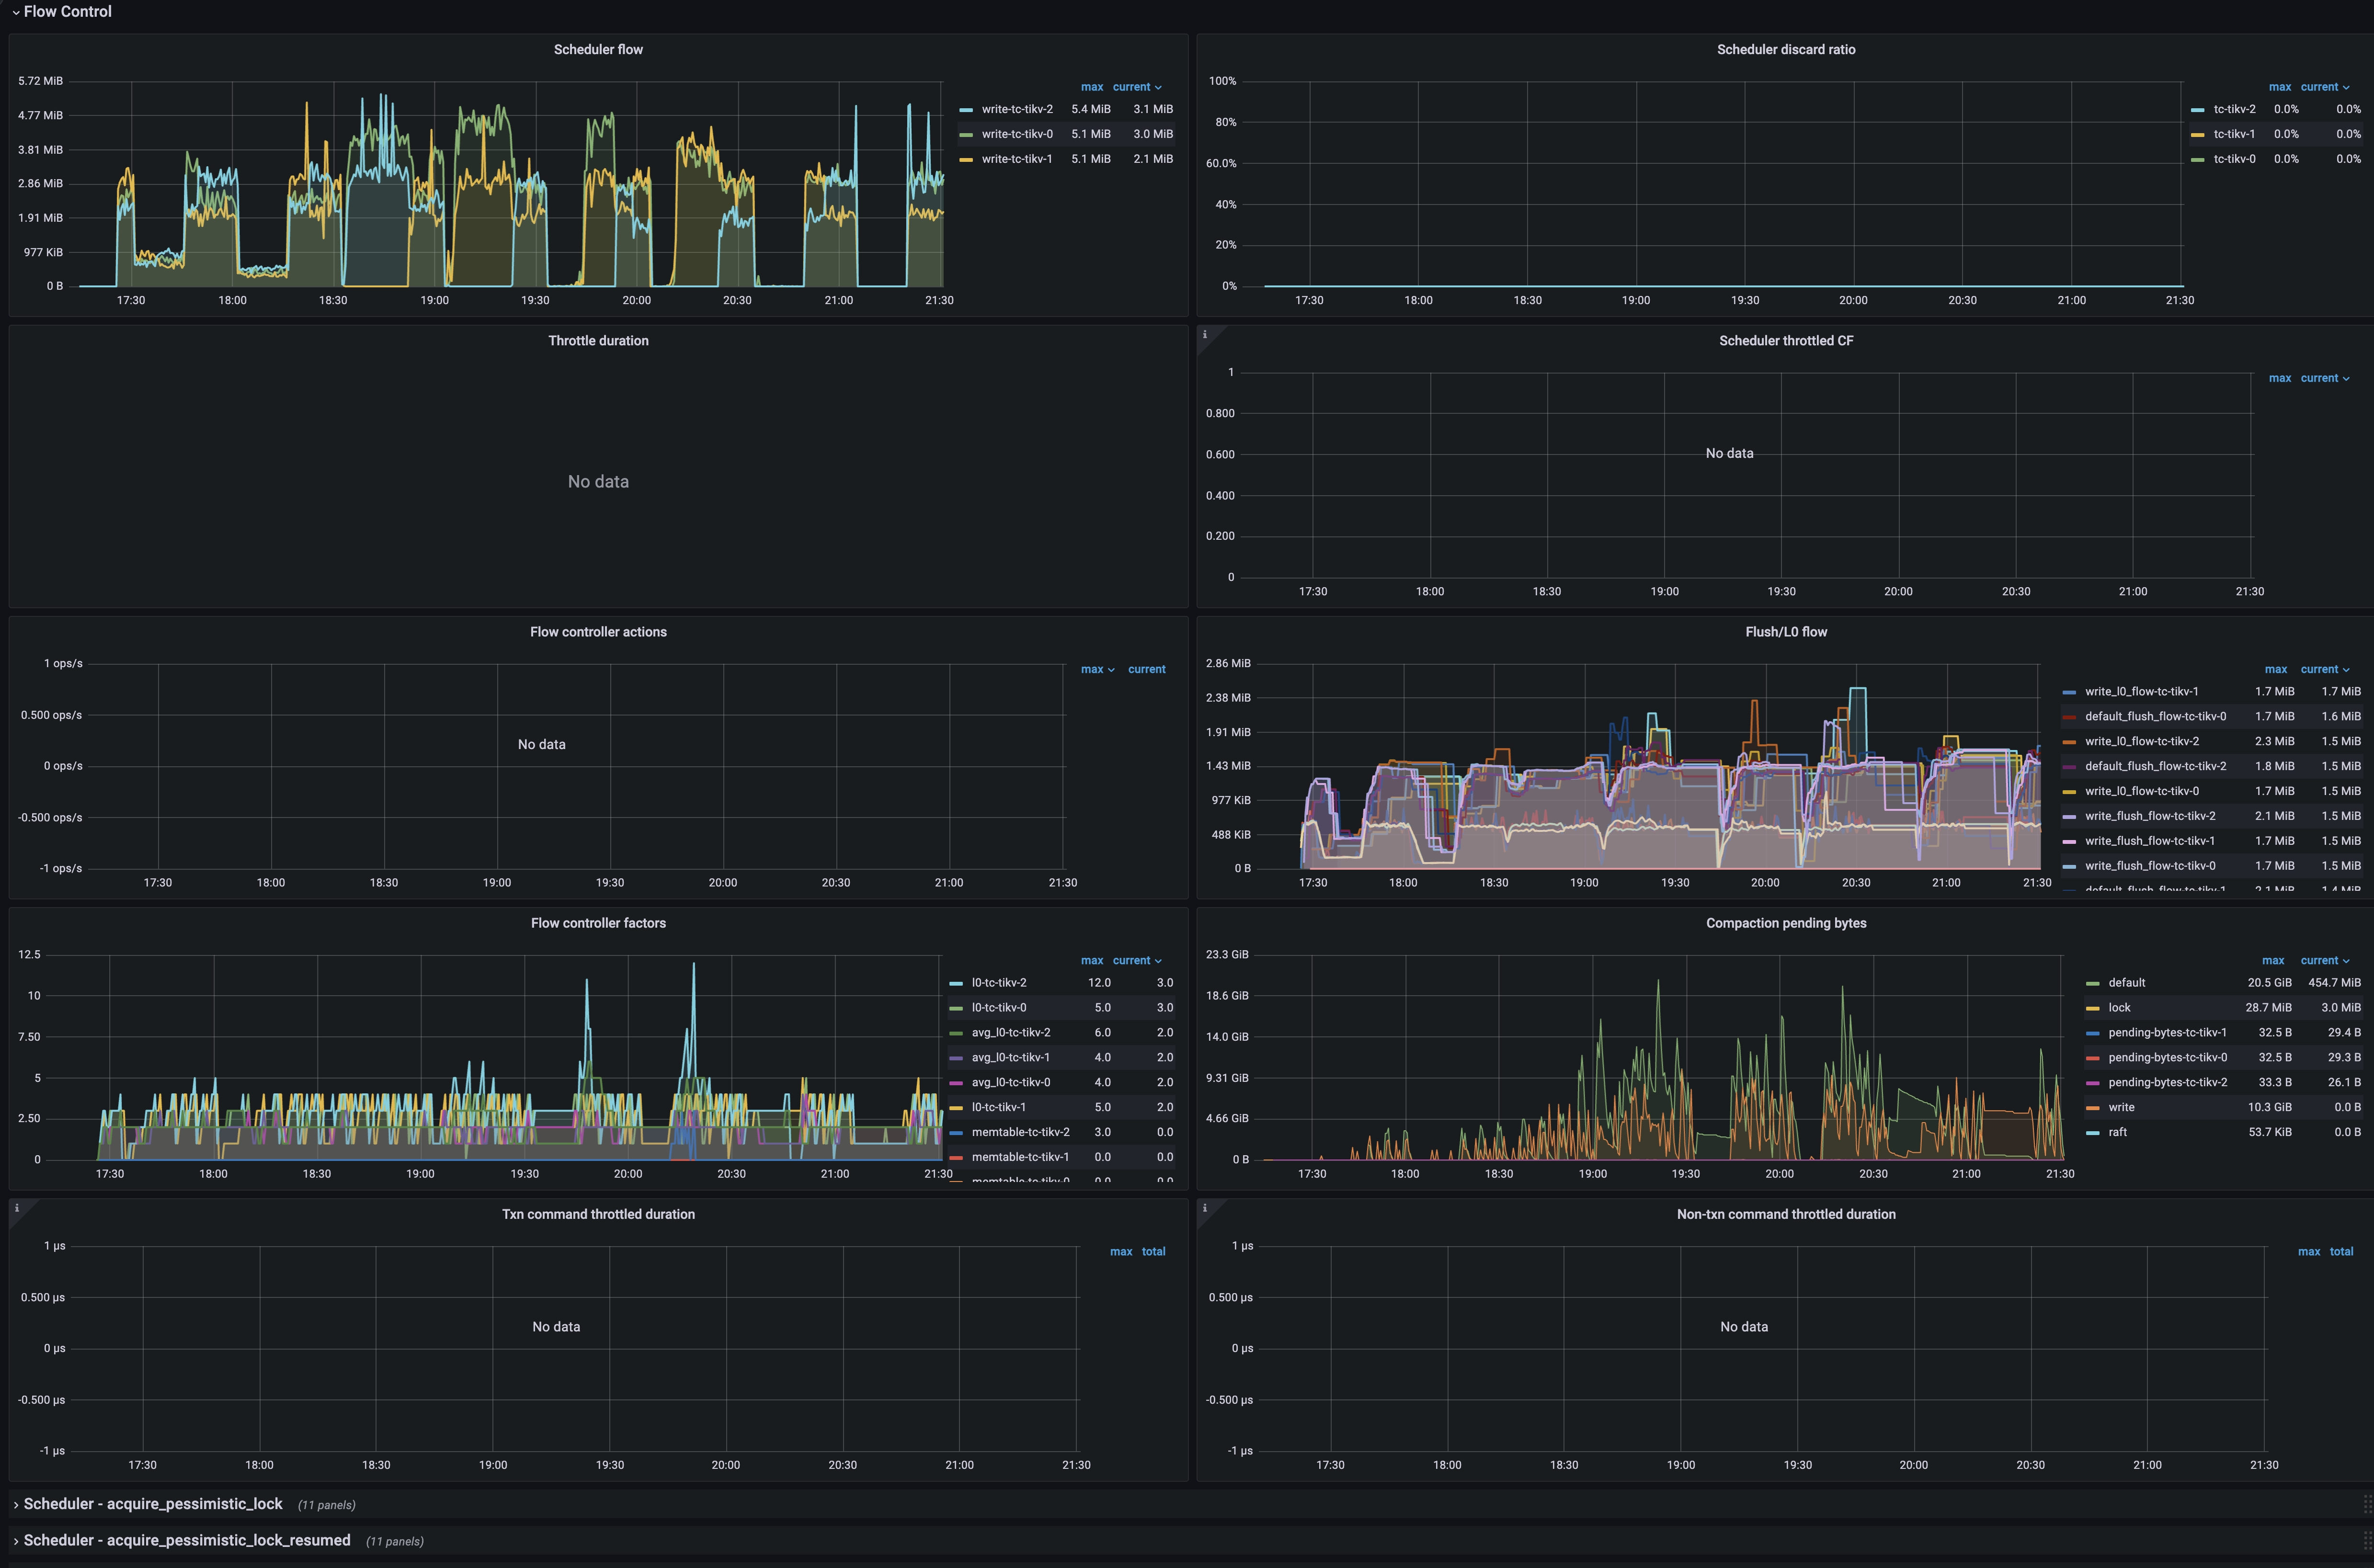 Flow Control
Scheduler flow
5.72 MiB
4.77 MiB
3.81 MiB
2.86 MiB
1.91 MiB
977 KiB
0 B
17:30 18:00 18:30 19:00 19:30 20:00 20:30 21:00 21:30
max current
write-tc-tikv-2 5.4 MiB 3.1 MiB
write-tc-tikv-0 5.1 MiB 3.0 MiB
write-tc-tikv-1 5.1 MiB 2.1 MiB
Scheduler discard ratio
100%
80%
60.0%
40%
20%
0%
17:30 18:00 18:30 19:00 19:30 20:00 20:30 21:00 21:30
max current
tc-tikv-2 0.0% 0.0%
tc-tikv-1 0.0% 0.0%
tc-tikv-0 0.0% 0.0%
Throttle duration
No data
i
Scheduler throttled CF
1
0.800
0.600
0.400
0.200
0
No data
17:30 18:00 18:30 19:00 19:30 20:00 20:30 21:00 21:30
max current
Flow controller actions
1 ops/s
0.500 ops/s
0 ops/s
-0.500 ops/s
-1 ops/s
No data
17:30 18:00 18:30 19:00 19:30 20:00 20:30 21:00 21:30
max current
Flush/L0 flow
2.86 MiB
2.38 MiB
1.91 MiB
1.43 MiB
977 KiB
488 KiB
0 B
17:30 18:00 18:30 19:00 19:30 20:00 20:30 21:00 21:30
max current
write_l0_flow-tc-tikv-1 1.7 MiB 1.7 MiB
default_flush_flow-tc-tikv-0 1.7 MiB 1.6 MiB
write_l0_flow-tc-tikv-2 2.3 MiB 1.5 MiB
default_flush_flow-tc-tikv-2 1.8 MiB 1.5 MiB
write_l0_flow-tc-tikv-0 1.7 MiB 1.5 MiB
write_flush_flow-tc-tikv-2 2.1 MiB 1.5 MiB
write_flush_flow-tc-tikv-1 1.7 MiB 1.5 MiB
write_flush_flow-tc-tikv-0 1.7 MiB 1.5 MiB
default_flush_flow-tc-tikv-1 2.1 MiB 1.4 MiB
Flow controller factors
12.5
10
7.50
5
2.50
0
17:30 18:00 18:30 19:00 19:30 20:00 20:30 21:00 21:30
max current
l0-tc-tikv-2 12.0 3.0
l0-tc-tikv-0 5.0 3.0
avg_l0-tc-tikv-2 6.0 2.0
avg_l0-tc-tikv-1 4.0 2.0
avg_l0-tc-tikv-0 4.0 2.0
l0-tc-tikv-1 5.0 2.0
memtable-tc-tikv-2 3.0 0.0
memtable-tc-tikv-1 0.0 0.0
memtable-tc-tikv-0 0.0 0.0
Compaction pending bytes
23.3 GiB
18.6 GiB
14.0 GiB
9.31 GiB
4.66 GiB
0 B
17:30 18:00 18:30 19:00 19:30 20:00 20:30 21:00 21:30
max current
default 20.5 GiB 454.7 MiB
lock 28.7 MiB 3.0 MiB
pending-bytes-tc-tikv-1 32.5 B 29.4 B
pending-bytes-tc-tikv-0 32.5 B 29.3 B
pending-bytes-tc-tikv-2 33.3 B 26.1 B
write 10.3 GiB 0.0 B
raft 53.7 KiB 0.0 B
i
Txn command throttled duration
1 µs
0.500 µs
0 µs
-0.500 µs
-1 µs
No data
17:30 18:00 18:30 19:00 19:30 20:00 20:30 21:00 21:30
max total
i
Non-txn command throttled duration
1 µs
0.500 µs
0 µs
-0.500 µs
-1 µs
No data
17:30 18:00 18:30 19:00 19:30 20:00 20:30 21:00 21:30
max total
Scheduler - acquire_pessimistic_lock (11 panels)
Scheduler - acquire_pessimistic_lock_resumed (11 panels)